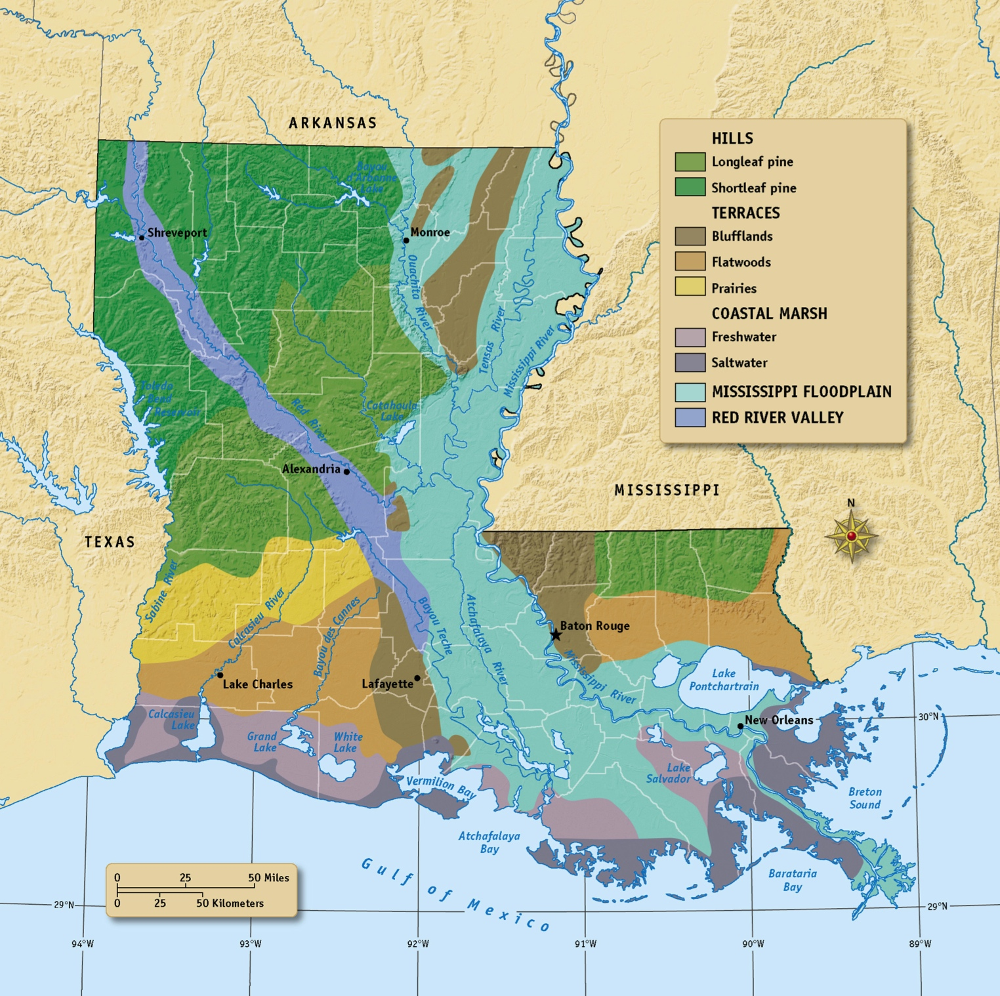 ARKANSAS
HILLS
Longleaf pine
Shortleaf pine
TERRACES
Blufflands
Flatwoods
Prairies
COASTAL MARSH
Freshwater
Saltwater
MISSISSIPPI FLOODPLAIN
RED RIVER VALLEY
Bayou
d'Arbonne
Lake
Shreveport
Monroe
Ouachita River
Tensas River
Mississippi River
Toledo
Bend
Reservoir
Red River
Catahoula
Lake
Alexandria
MISSISSIPPI
N
TEXAS
Sabine River
Calcasieu River
Bayou des Cannes
Bayou Teche
Atchafalaya River
Baton Rouge
Mississippi River
Lake Charles
Lafayette
Lake
Pontchartrain
Calcasieu
Lake
Grand
Lake
White
Lake
New Orleans
30°N
Lake
Salvador
Vermilion Bay
Breton
Sound
Atchafalaya
Bay
Barataria
Bay
Gulf of Mexico
0 25 50 Miles
0 25 50 Kilometers
29°N
29°N
94°W
93°W
92°W
91°W
90°W
89°W